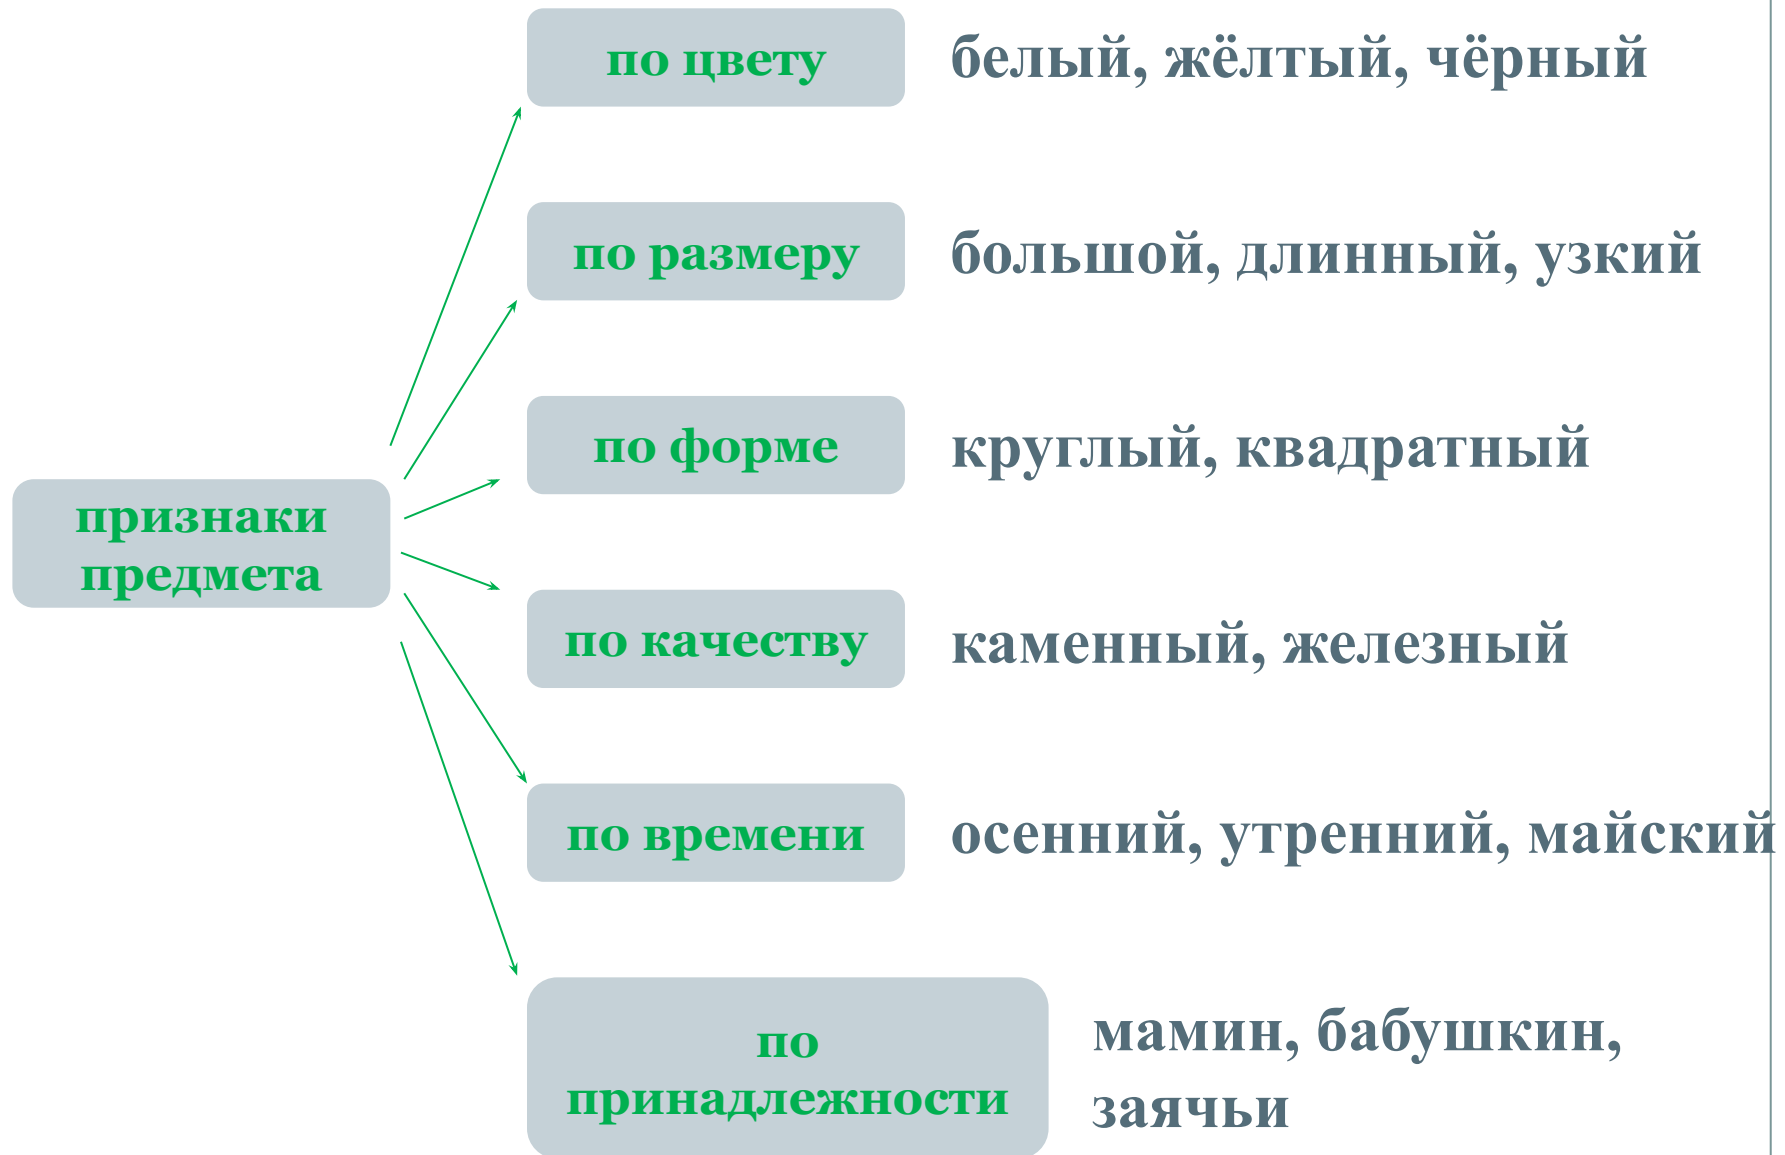 по цвету
белый, жёлтый, чёрный
по размеру
большой, длинный, узкий
по форме
круглый, квадратный
признаки
предмета
по качеству
каменный, железный
по времени
осенний, утренний, майский
по
принадлежности
мамин, бабушкин,
заячьи